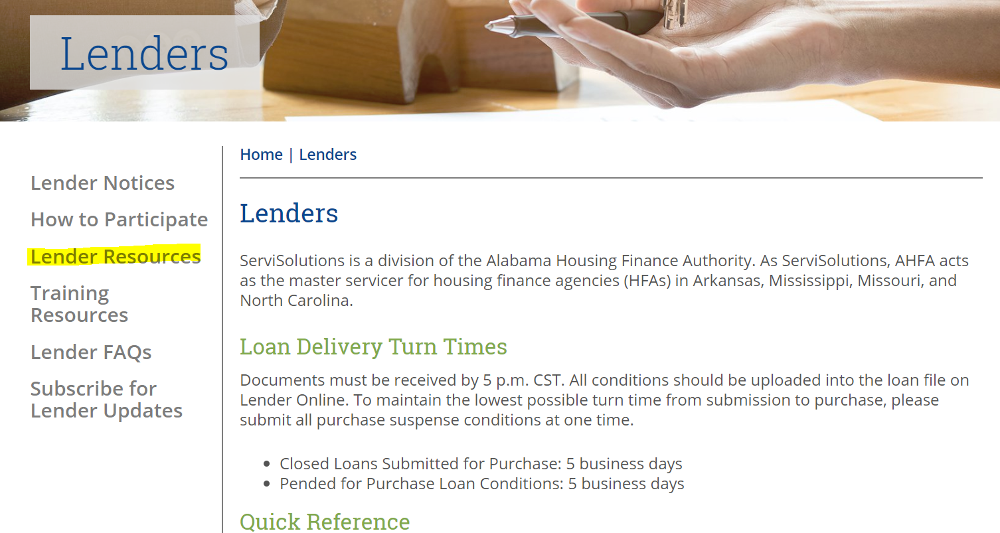 Lenders
Lender Notices
How to Participate
Lender Resources
Training
Resources
Lender FAQs
Subscribe for
Lender Updates
Home | Lenders
Lenders
ServiSolutions is a division of the Alabama Housing Finance Authority. As ServiSolutions, AHFA acts
as the master servicer for housing finance agencies (HFAs) in Arkansas, Mississippi, Missouri, and
North Carolina.
Loan Delivery Turn Times
Documents must be received by 5 p.m. CST. All conditions should be uploaded into the loan file on
Lender Online. To maintain the lowest possible turn time from submission to purchase, please
submit all purchase suspense conditions at one time.
• Closed Loans Submitted for Purchase: 5 business days
• Pended for Purchase Loan Conditions: 5 business days
Quick Reference